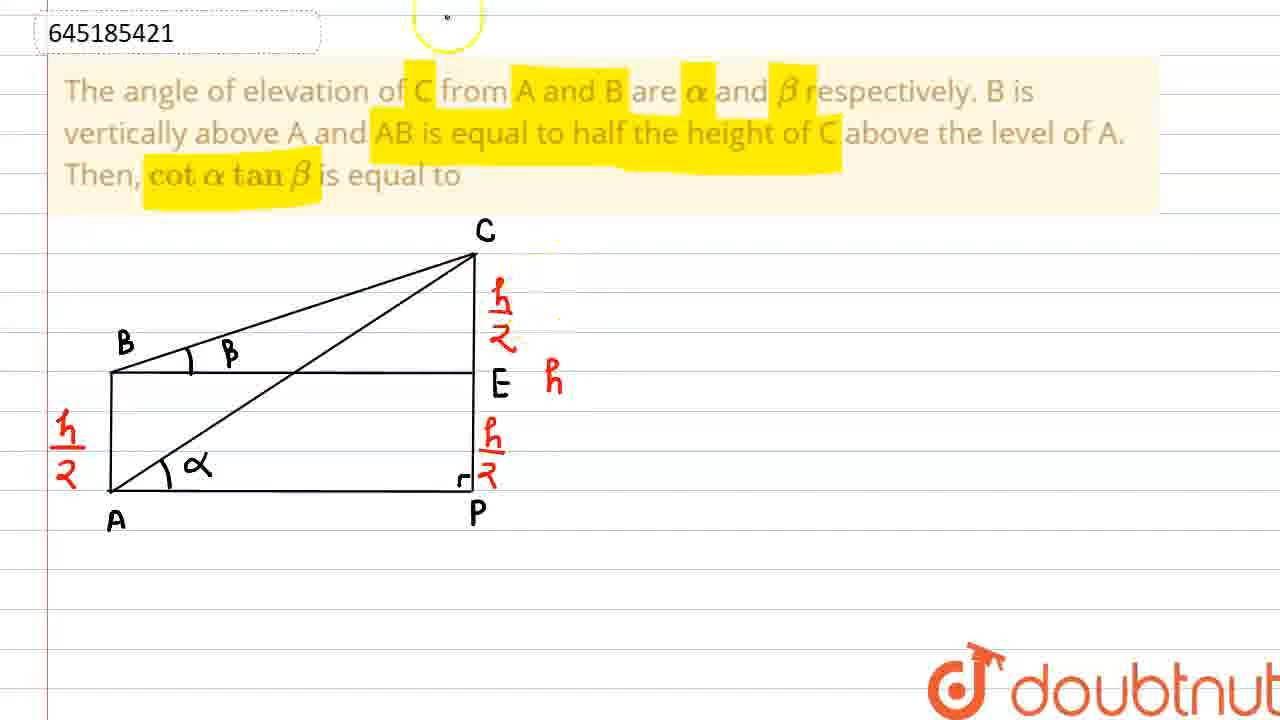 645185421
The angle of elevation of C from A and B are α and β respectively. B is
vertically above A and AB is equal to half the height of C above the level of A.
Then, cot α tan β is equal to
C
h/2
B
β
E
h
h/2
h/2
α
A
P
doubtnut